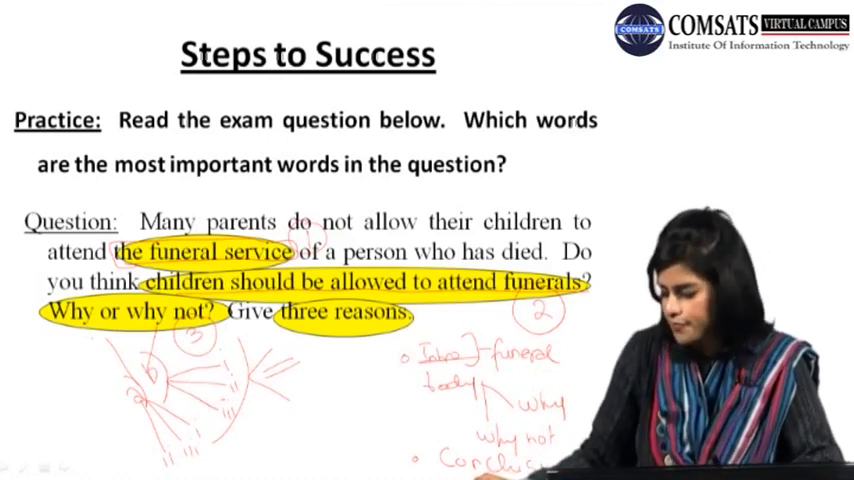 COMSATS
COMSATS VIRTUAL CAMPUS
Institute Of Information Technology
Steps to Success
Practice: Read the exam question below. Which words
are the most important words in the question?
Question: Many parents do not allow their children to
attend the funeral service of a person who has died. Do
you think children should be allowed to attend funerals?
Why or why not? Give three reasons.
1
2
3
funeral
body
why
why not